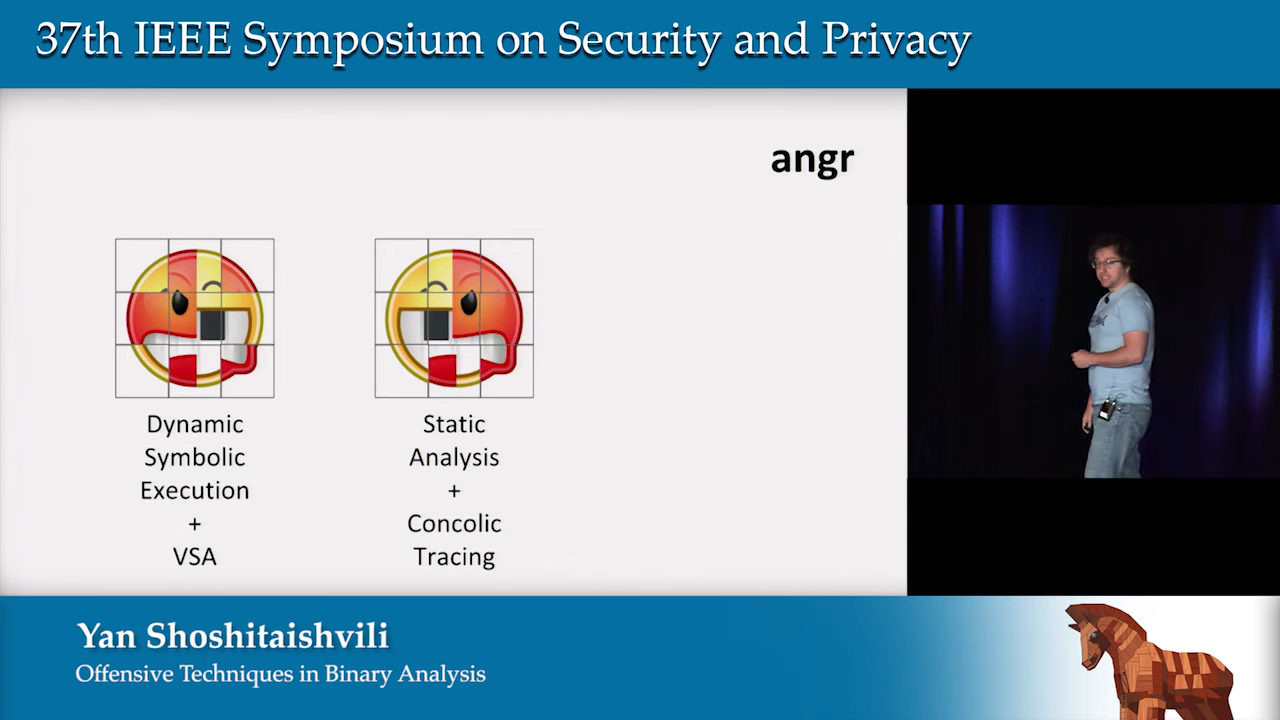 37th IEEE Symposium on Security and Privacy
angr
Dynamic
Symbolic
Execution
+
VSA
Static
Analysis
+
Concolic
Tracing
Yan Shoshitaishvili
Offensive Techniques in Binary Analysis